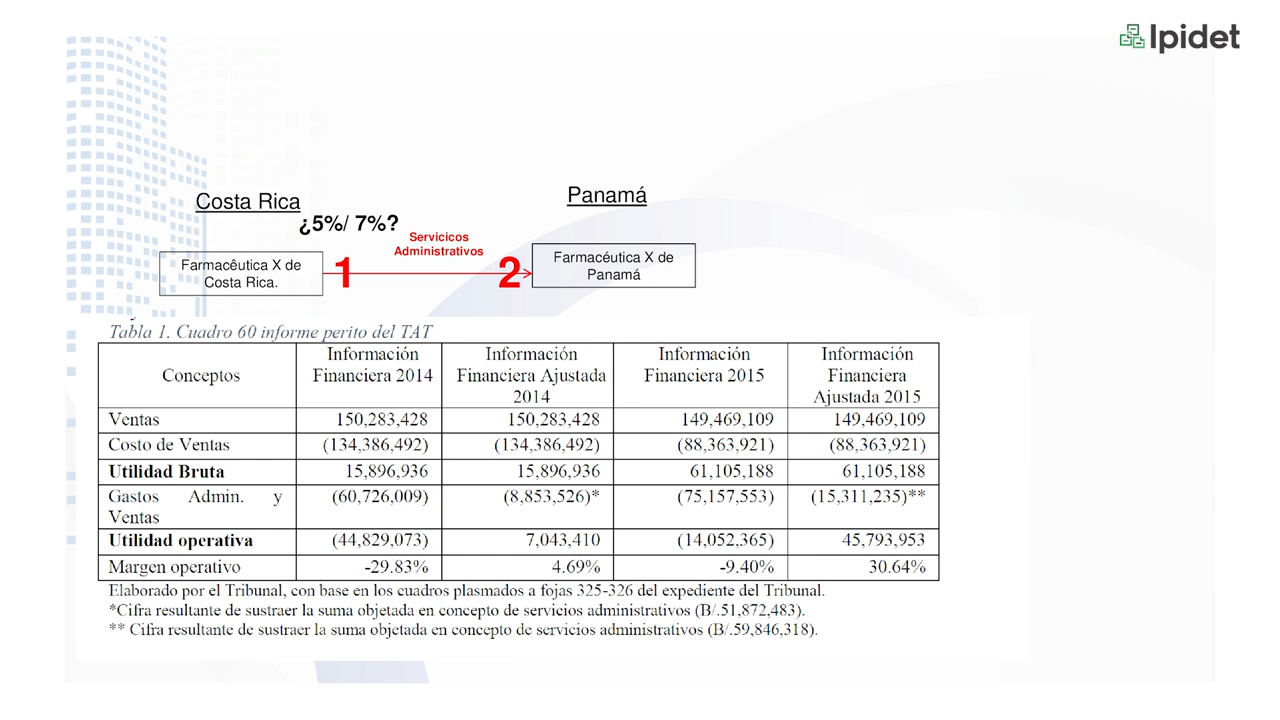 Ipidet
Costa Rica
Panamá
¿5%/ 7%?
Servicicos
Administrativos
Farmacêutica X de
Costa Rica.
1
2
Farmacéutica X de
Panamá
Tabla 1. Cuadro 60 informe perito del TAT
Conceptos
Información
Financiera 2014
Información
Financiera Ajustada
2014
Información
Financiera 2015
Información
Financiera
Ajustada 2015
Ventas 150,283,428 150,283,428 149,469,109 149,469,109
Costo de Ventas (134,386,492) (134,386,492) (88,363,921) (88,363,921)
Utilidad Bruta 15,896,936 15,896,936 61,105,188 61,105,188
Gastos Admin. y (60,726,009) (8,853,526)* (75,157,553) (15,311,235)**
Ventas
Utilidad operativa (44,829,073) 7,043,410 (14,052,365) 45,793,953
Margen operativo -29.83% 4.69% -9.40% 30.64%
Elaborado por el Tribunal, con base en los cuadros plasmados a fojas 325-326 del expediente del Tribunal.
*Cifra resultante de sustraer la suma objetada en concepto de servicios administrativos (B/.51,872,483).
** Cifra resultante de sustraer la suma objetada en concepto de servicios administrativos (B/.59,846,318).